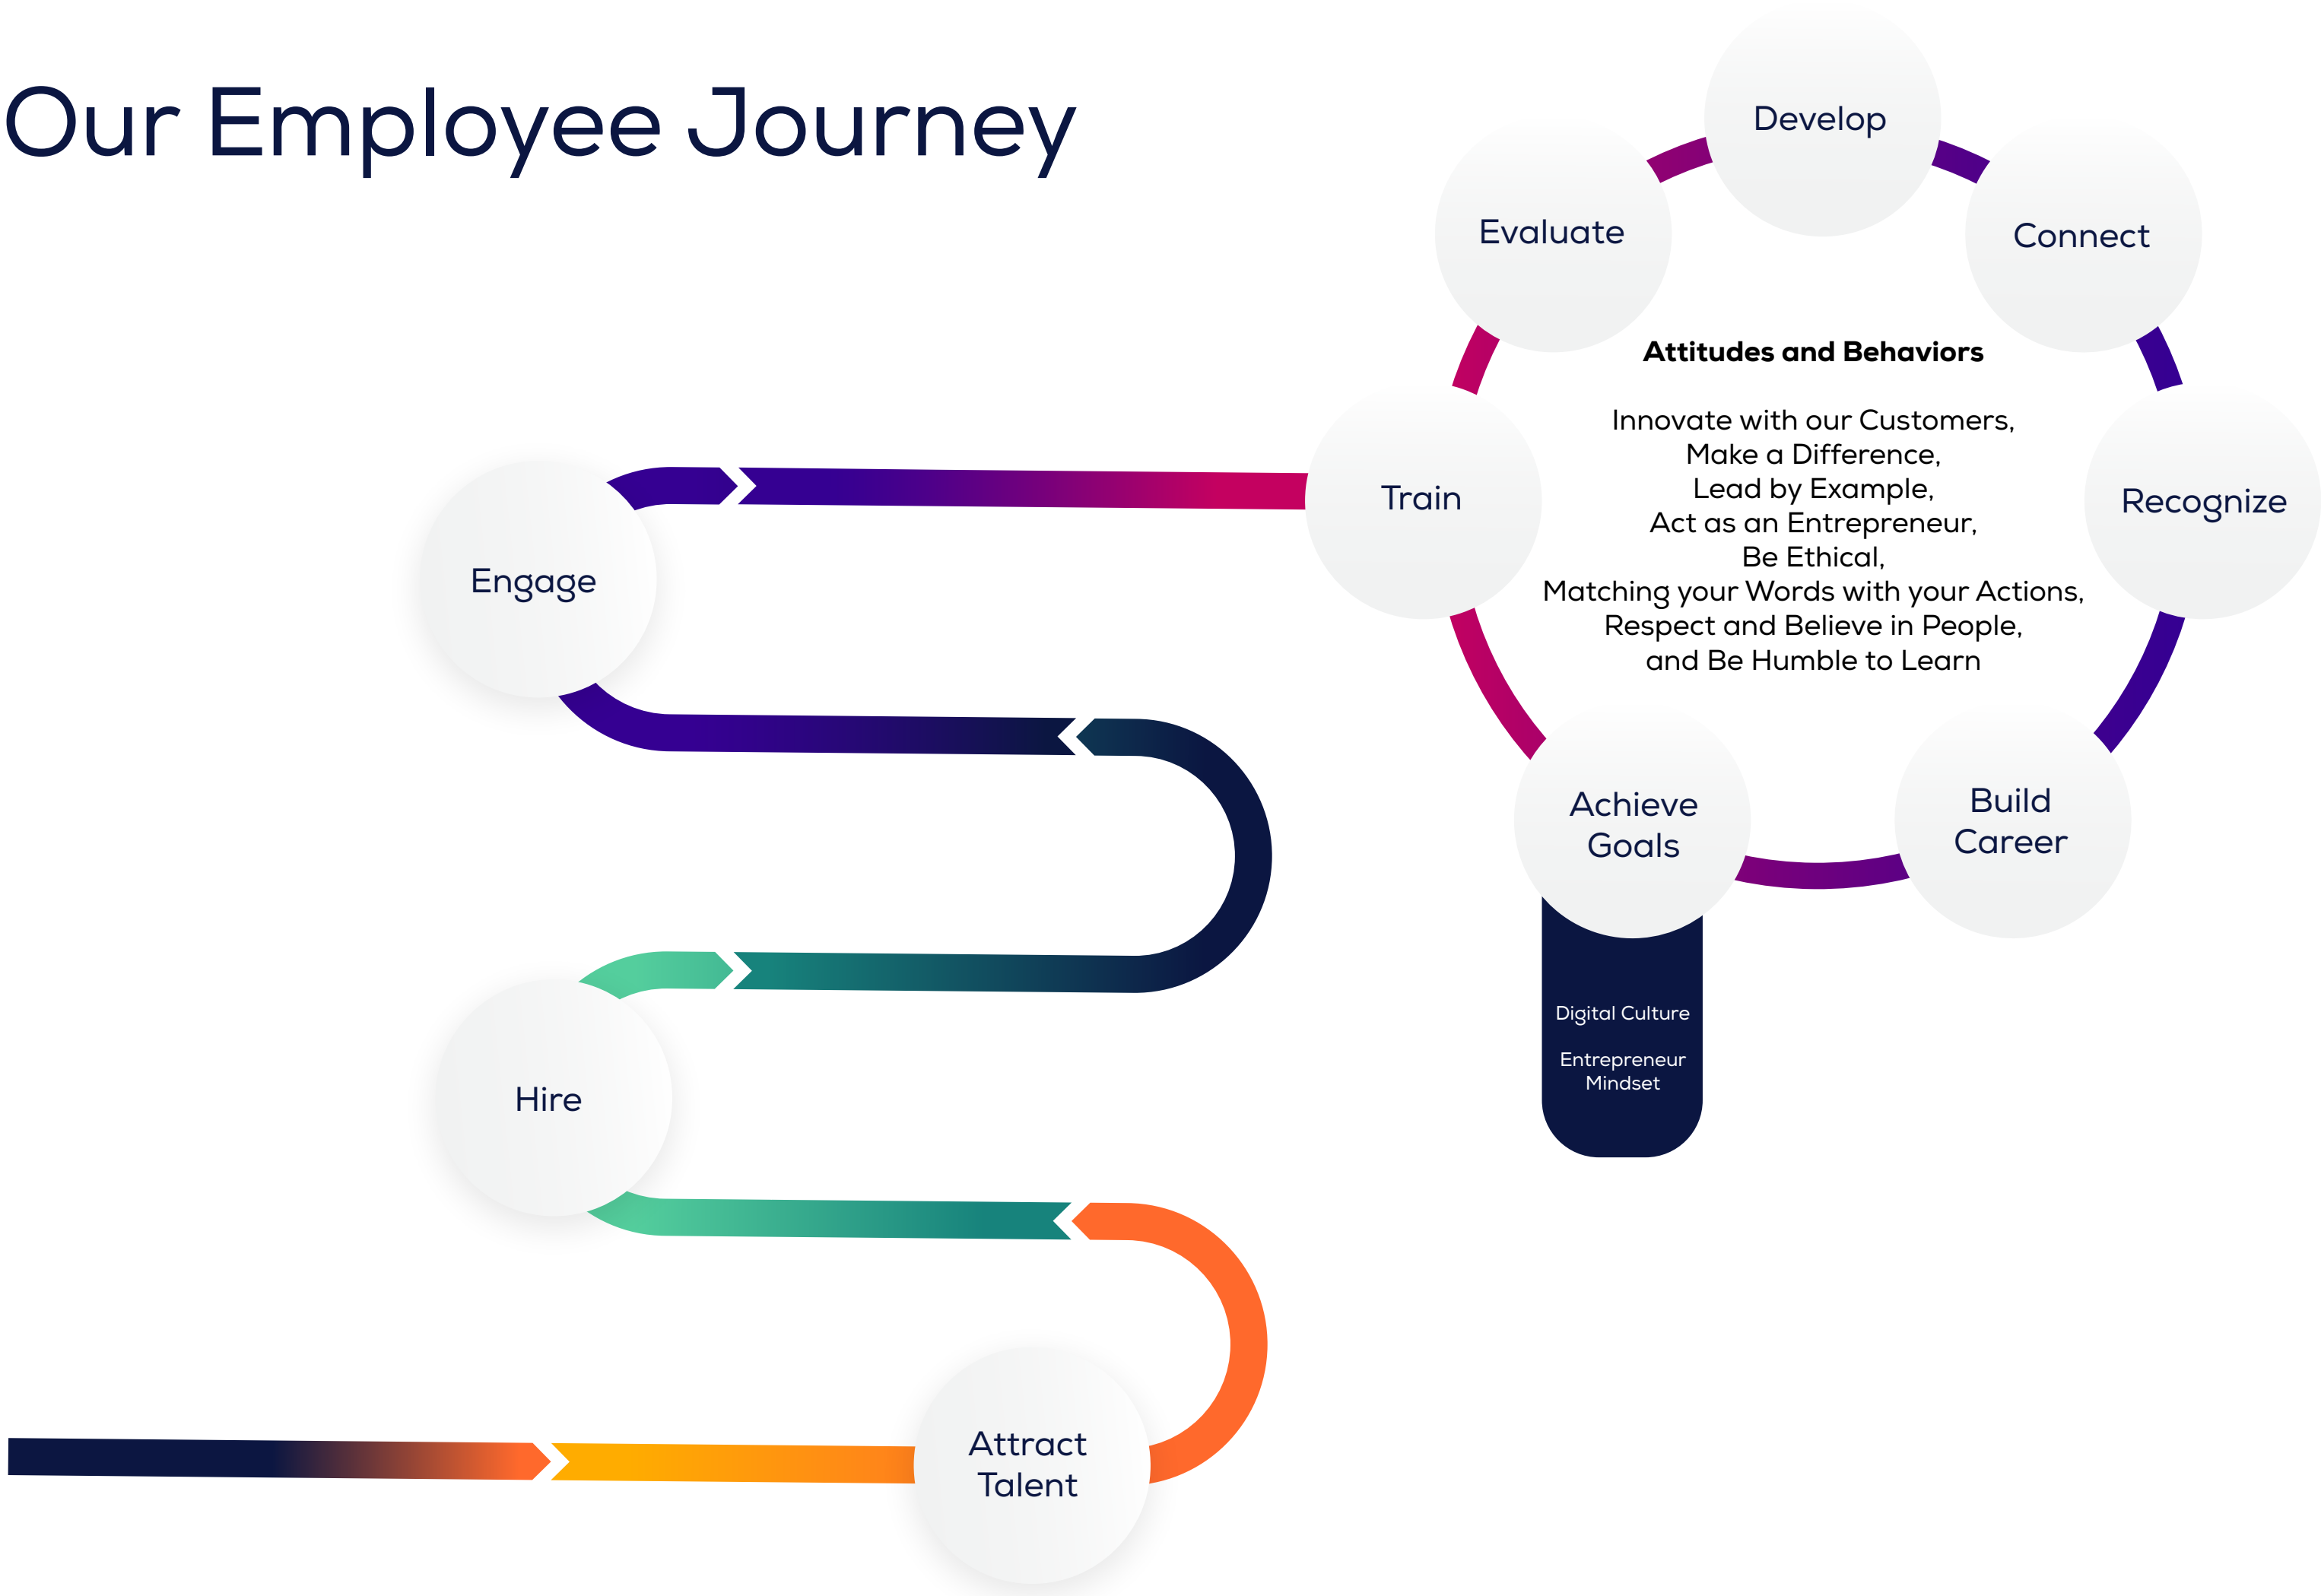 Our Employee Journey
Develop
Evaluate
Connect
Attitudes and Behaviors
Innovate with our Customers,
Make a Difference,
Lead by Example,
Act as an Entrepreneur,
Be Ethical,
Matching your Words with your Actions,
Respect and Believe in People,
and Be Humble to Learn
Train
Recognize
Engage
Achieve
Goals
Build
Career
Digital Culture
Entrepreneur
Mindset
Hire
Attract
Talent